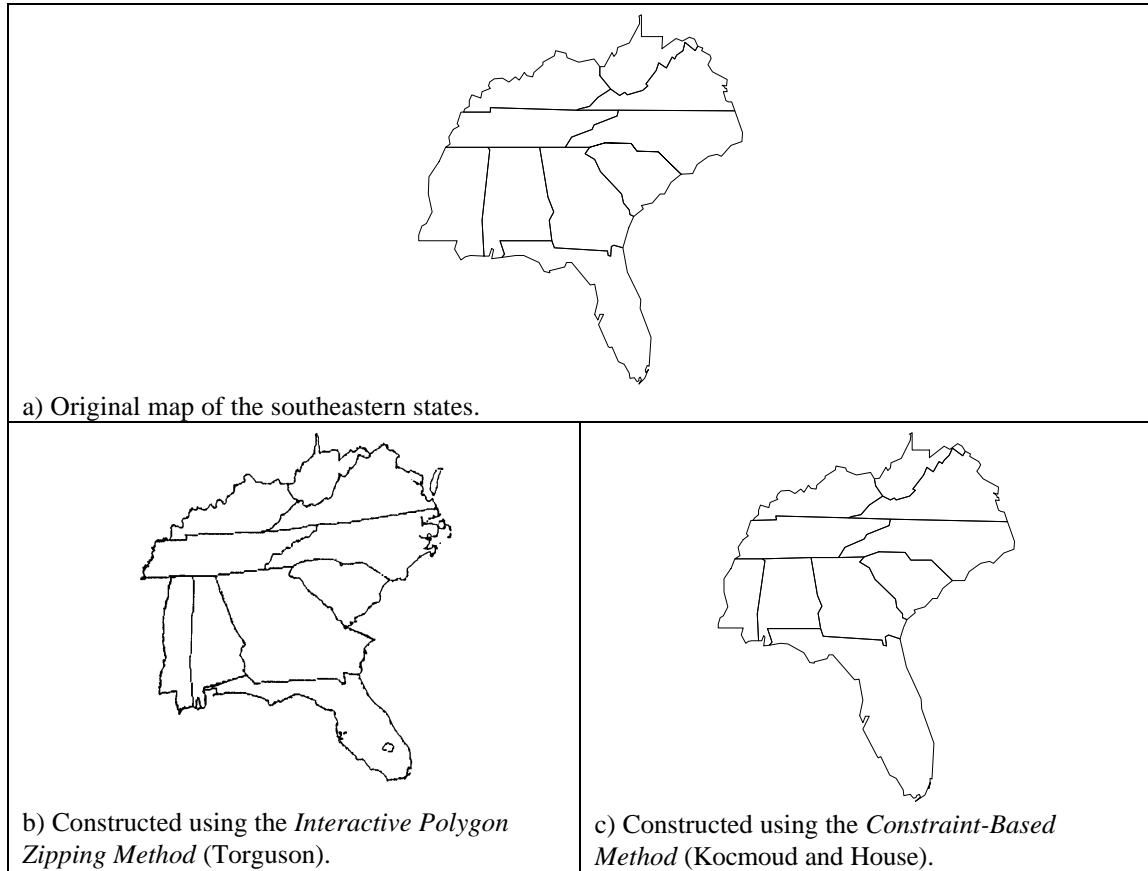 a) Original map of the southeastern states.
b) Constructed using the Interactive Polygon
Zipping Method (Torguson).
c) Constructed using the Constraint-Based
Method (Kocmoud and House).